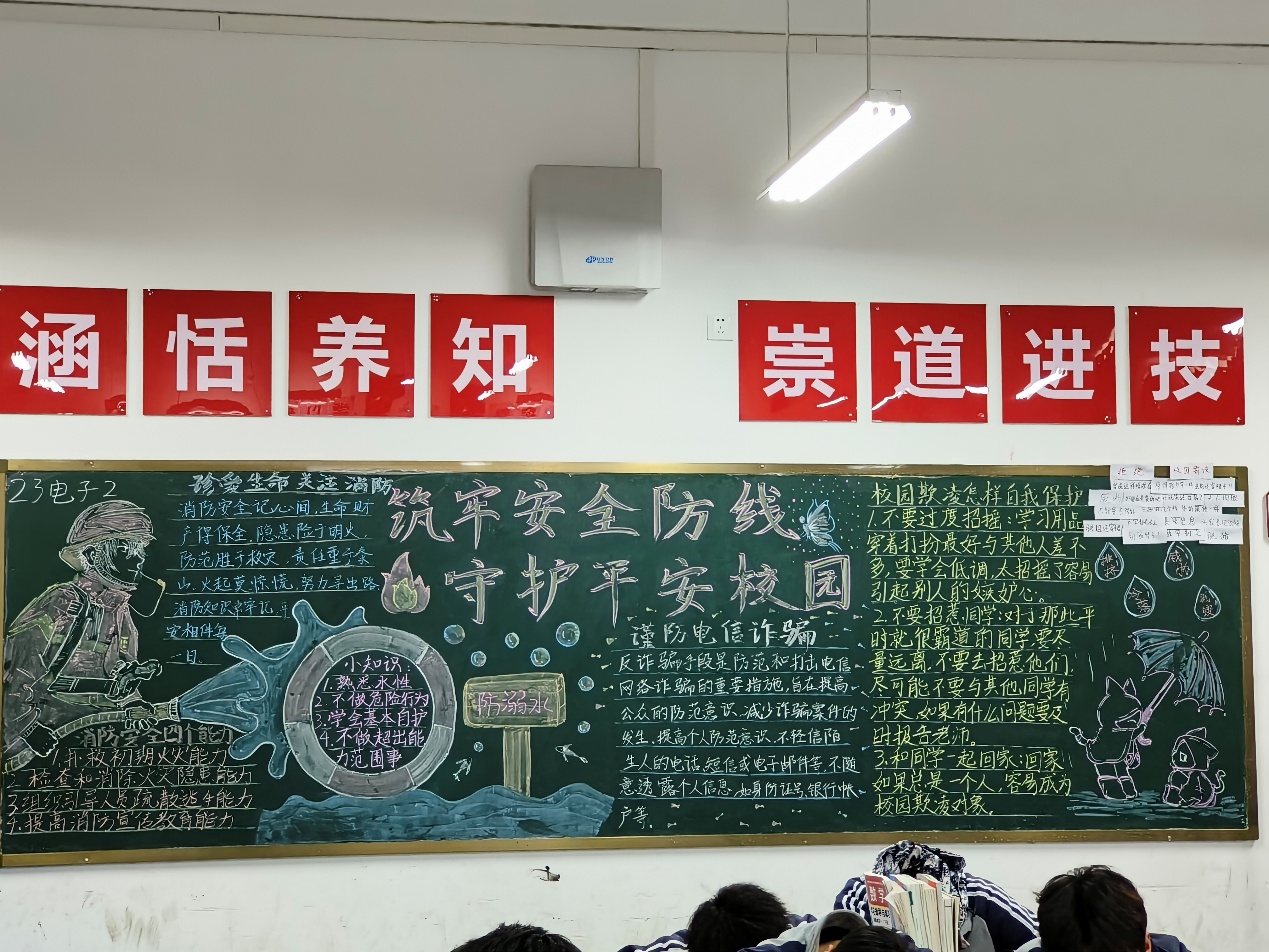 涵恬养知
崇道进技
23电子2
珍爱生命 关注消防
消防安全记心间,生命财
产得保全,隐患险于明火,
防范胜于救灾,责任重于泰
山,火起莫惊慌,努力寻出路
消防知识牢记,平
安相伴每
一日
消防安全四个能力
1.扑救初期火灾能力
2.检查和消除火灾隐患能力
3.组织引导人员疏散逃生能力
4.提高消防宣传教育能力
筑牢安全防线
守护平安校园
小知识:
1.熟悉水性
2.不做危险行为
3.学会基本自护
4.不做超出能
力范围事
防溺水
谨防电信诈骗
反诈骗手段是防范和打击电信
网络诈骗的重要措施,旨在提高
公众的防范意识,减少诈骗案件的
发生,提高个人防范意识,不轻信陌
生人的电话,短信或电子邮件等,不随
意透露个人信息,如身份证号,银行帐
户等。
校园欺凌怎样自我保护
1.不要过度招摇:学习用品
穿着打扮最好与其他人差不
多,要学会低调,太招摇了容易
引起别人的嫉妒心。
2.不要招惹同学:对于那些平
时就很霸道的同学要尽
量远离,不要去招惹他们.
尽可能不要与其他同学有
冲突,如果有什么问题要及
时报告老师。
3.和同学一起回家:回家
如果总是一个人,容易成为
校园欺凌对象。
拒绝
数学